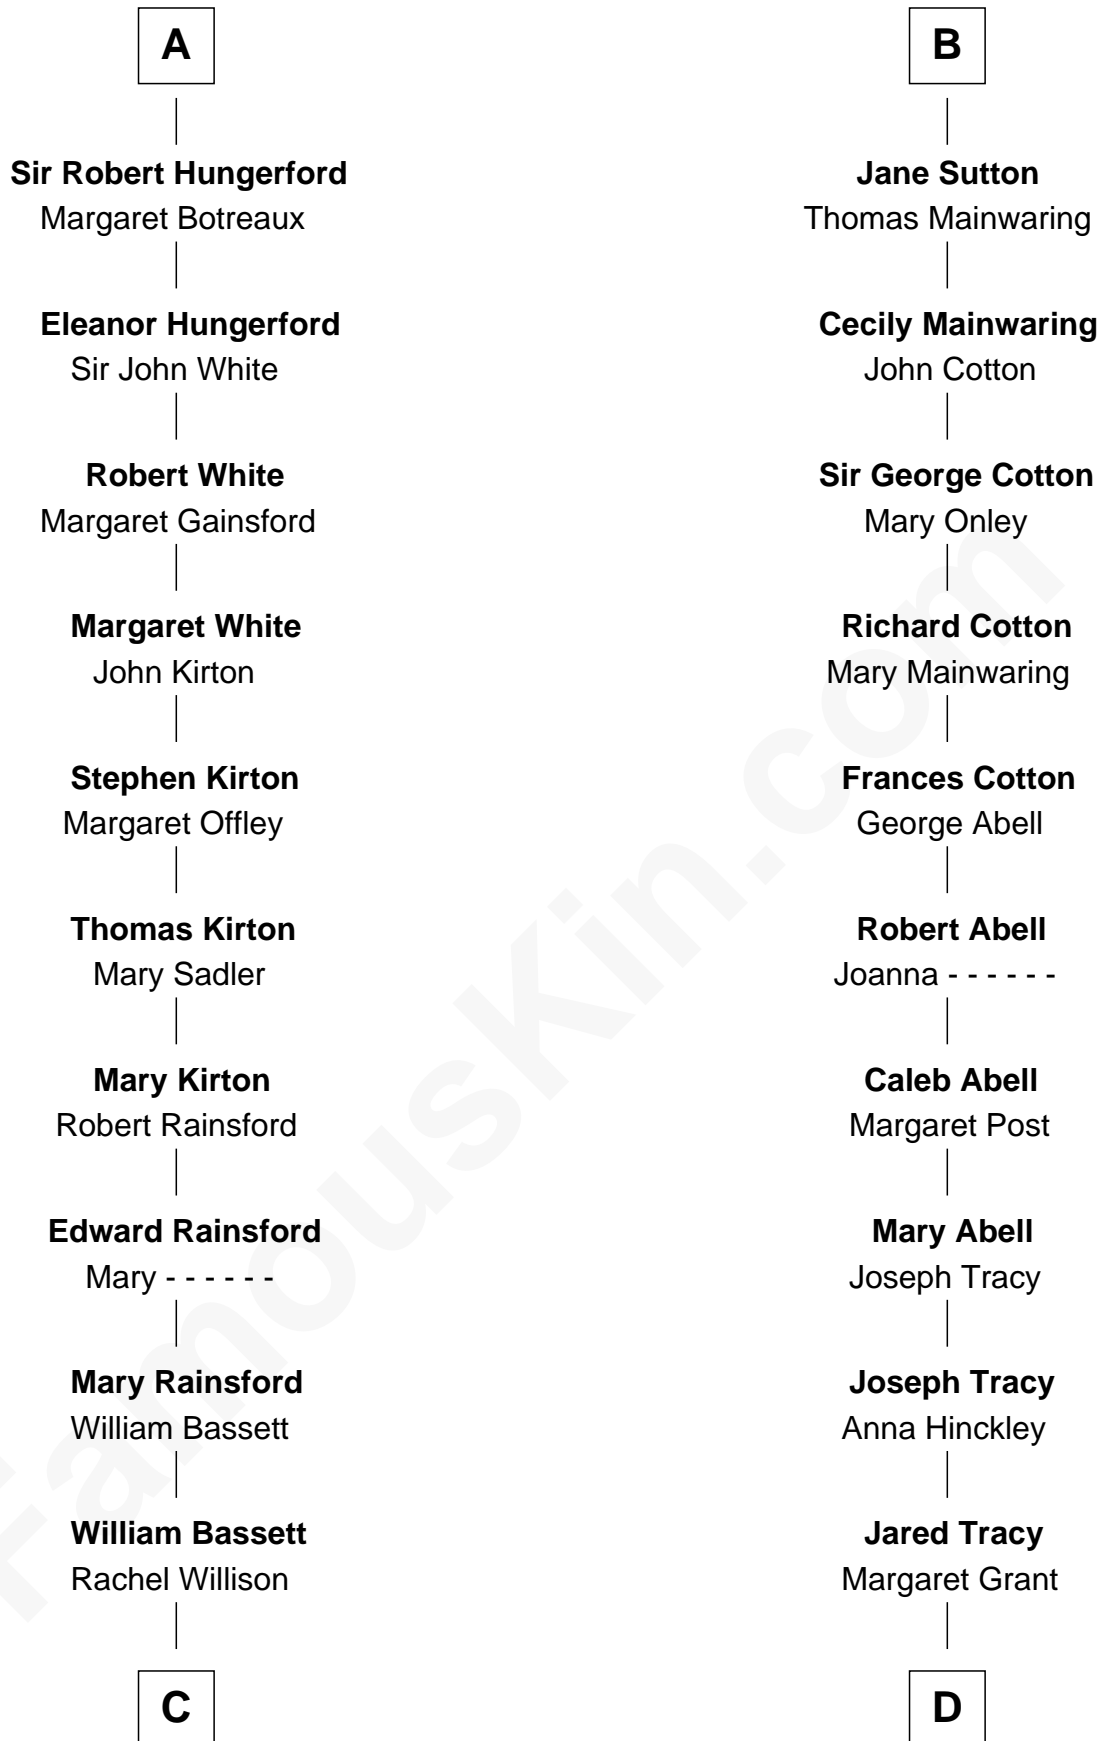 A
Sir Robert Hungerford
Margaret Botreaux
Eleanor Hungerford
Sir John White
Robert White
Margaret Gainsford
Margaret White
John Kirton
Stephen Kirton
Margaret Offley
Thomas Kirton
Mary Sadler
Mary Kirton
Robert Rainsford
Edward Rainsford
Mary - - - - - -
Mary Rainsford
William Bassett
William Bassett
Rachel Willison
C
B
Jane Sutton
Thomas Mainwaring
Cecily Mainwaring
John Cotton
Sir George Cotton
Mary Onley
Richard Cotton
Mary Mainwaring
Frances Cotton
George Abell
Robert Abell
Joanna - - - - - -
Caleb Abell
Margaret Post
Mary Abell
Joseph Tracy
Joseph Tracy
Anna Hinckley
Jared Tracy
Margaret Grant
D
FamousKin.com